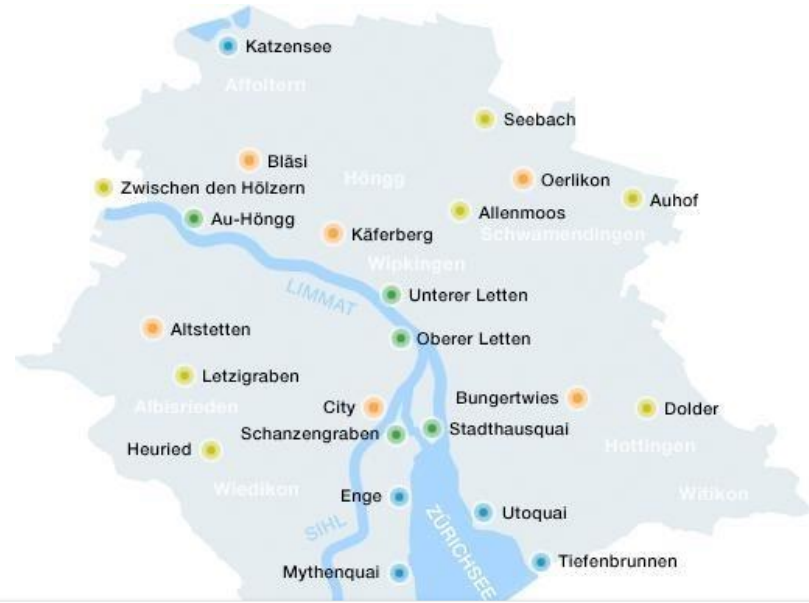 Katzensee
Affoltern
Seebach
Bläsi
Höngg
Oerlikon
Zwischen den Hölzern
Auhof
Allenmoos
Au-Höngg
Käferberg
Schwamendingen
Wipkingen
LIMMAT
Unterer Letten
Altstetten
Oberer Letten
Letzigraben
Albisrieden
City
Bungertwies
Dolder
Schanzengraben
Stadthausquai
Heuried
Hottingen
Wiedikon
Witikon
Enge
Utoquai
SIHL
ZÜRICHSEE
Mythenquai
Tiefenbrunnen